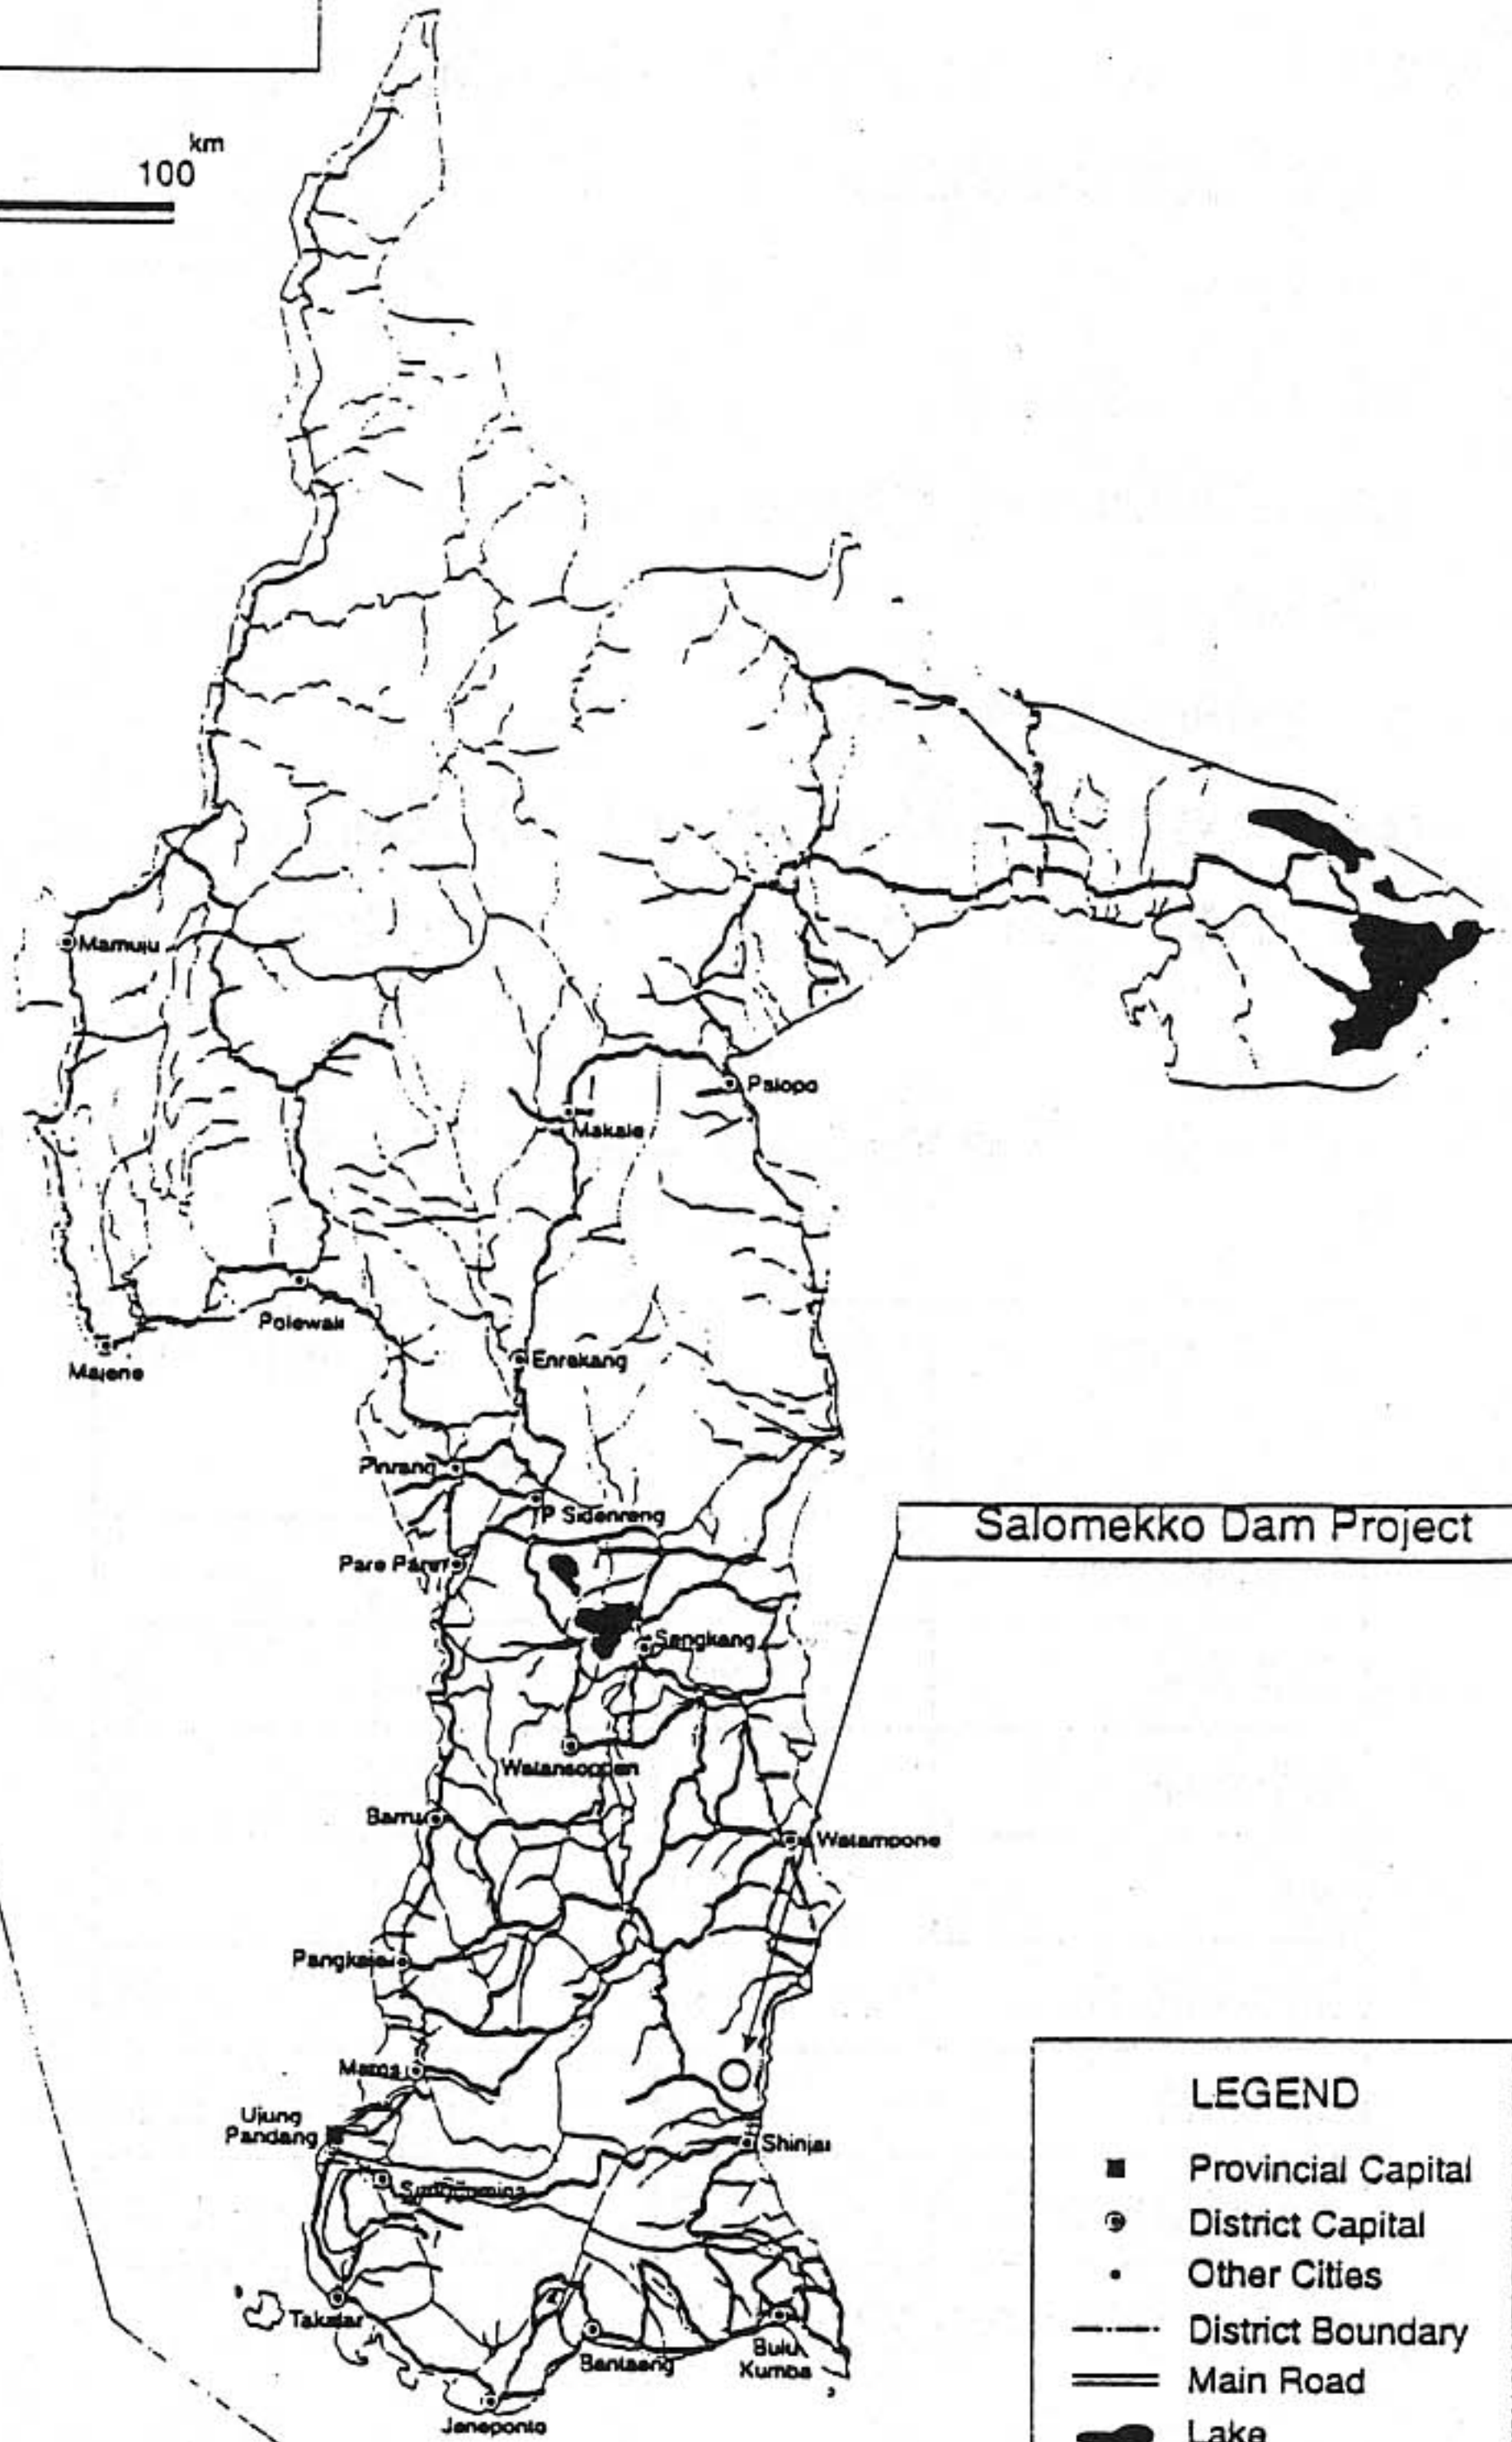 km
100
Mamuju
Palopo
Makale
Polewali
Majene
Enrekang
Pinrang
P Sidenreng
Pare Pare
Salomekko Dam Project
Sengkang
Watansoppen
Barru
Watampone
Pangkaje
Maros
Ujung
Pandang
Shinjai
Takalar
Bantaeng
Bulu
Kumba
Jeneponto
LEGEND
Provincial Capital
District Capital
Other Cities
District Boundary
Main Road
Lake